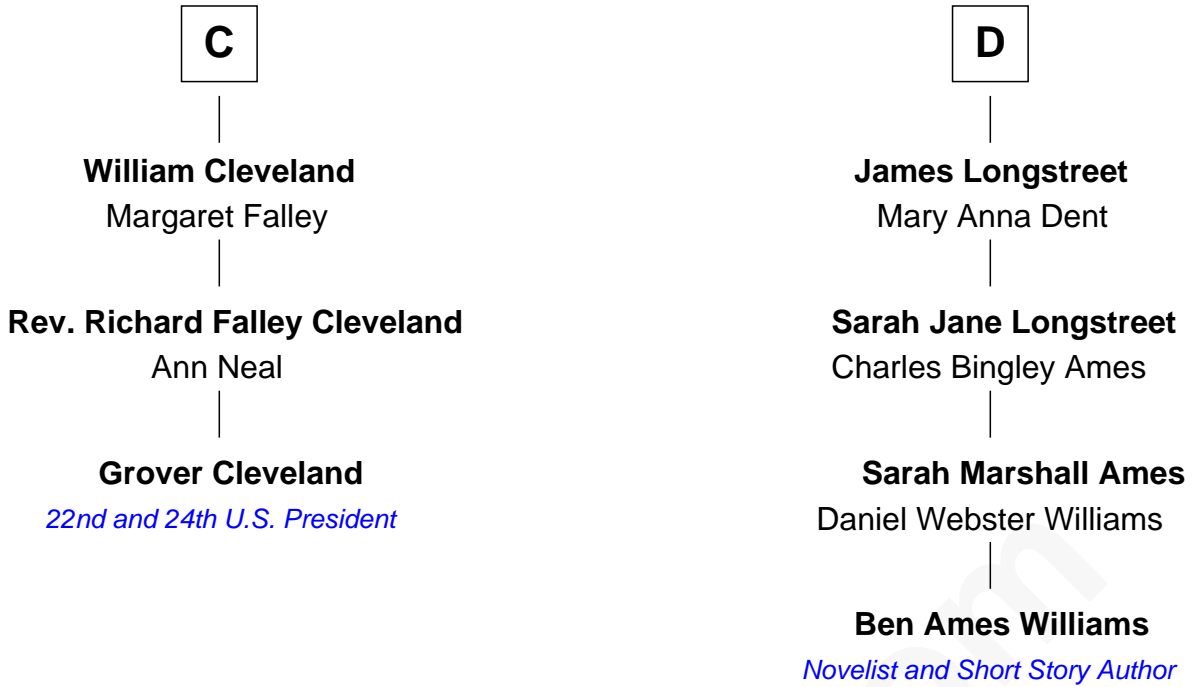 C
William Cleveland
Margaret Falley
Rev. Richard Falley Cleveland
Ann Neal
Grover Cleveland
22nd and 24th U.S. President
D
James Longstreet
Mary Anna Dent
Sarah Jane Longstreet
Charles Bingley Ames
Sarah Marshall Ames
Daniel Webster Williams
Ben Ames Williams
Novelist and Short Story Author